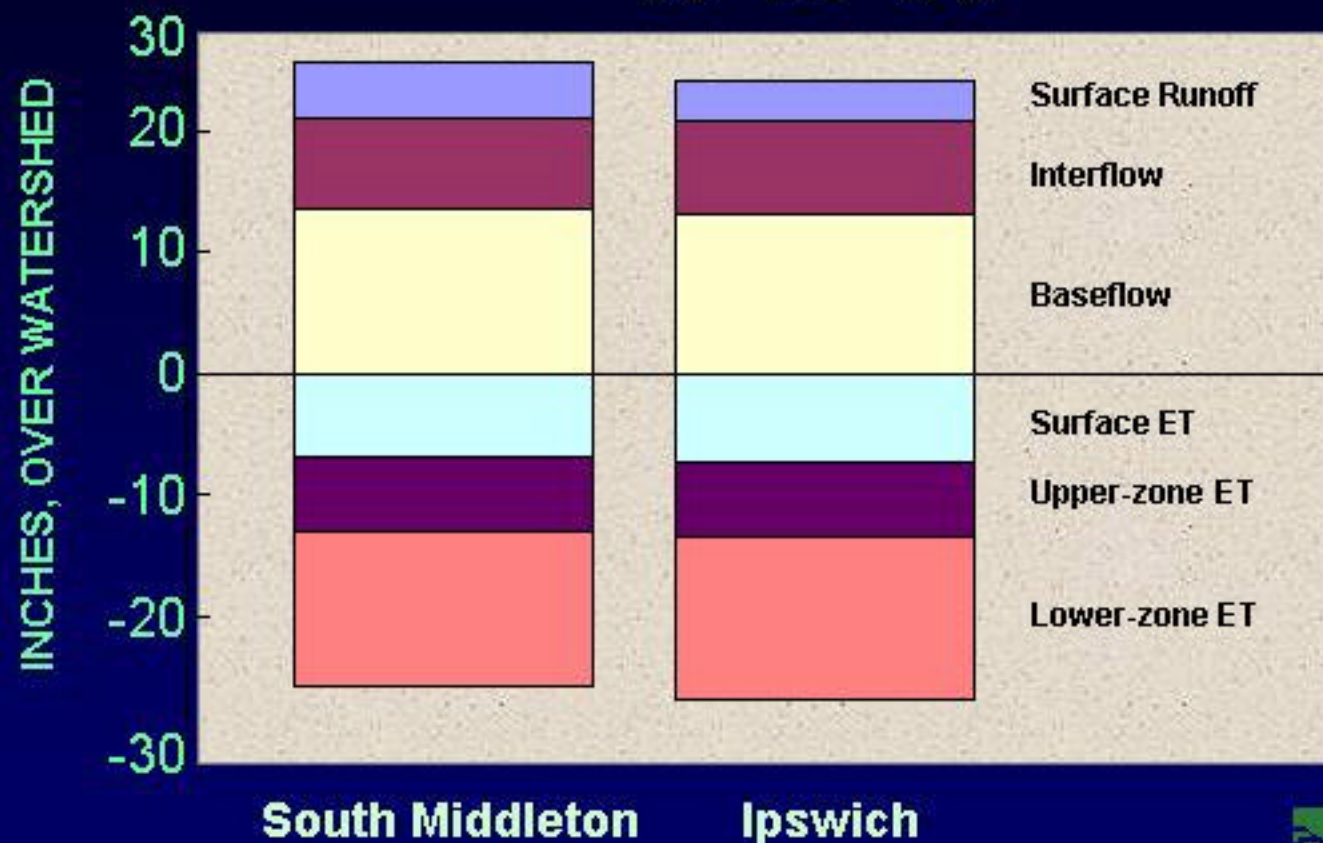 INCHES, OVER WATERSHED
30
20
10
0
-10
-20
-30
Surface Runoff
Interflow
Baseflow
Surface ET
Upper-zone ET
Lower-zone ET
South Middleton
Ipswich